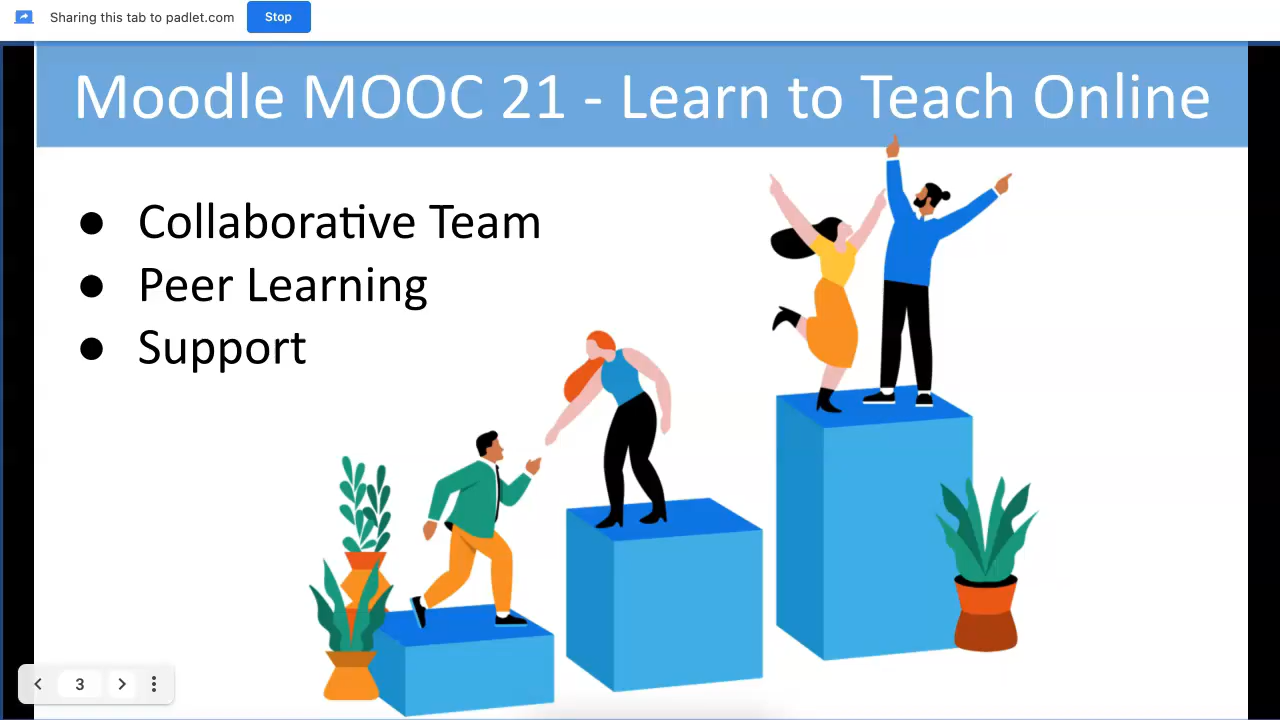 Sharing this tab to padlet.com
Stop
Moodle MOOC 21 - Learn to Teach Online
● Collaborative Team
● Peer Learning
● Support
3